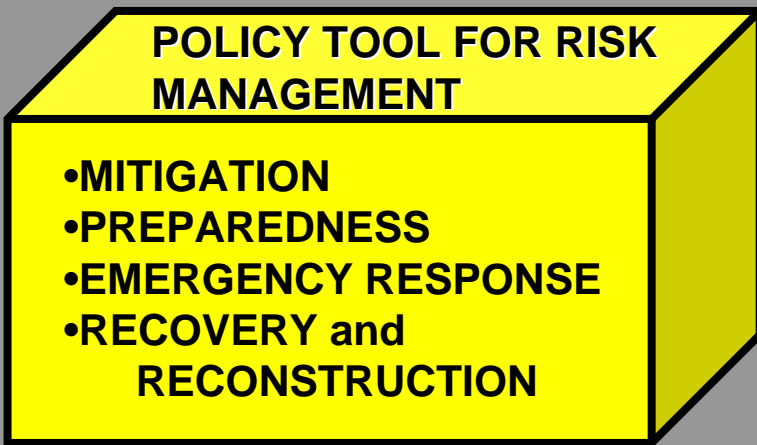 POLICY TOOL FOR RISK
MANAGEMENT
•MITIGATION
•PREPAREDNESS
•EMERGENCY RESPONSE
•RECOVERY and
RECONSTRUCTION